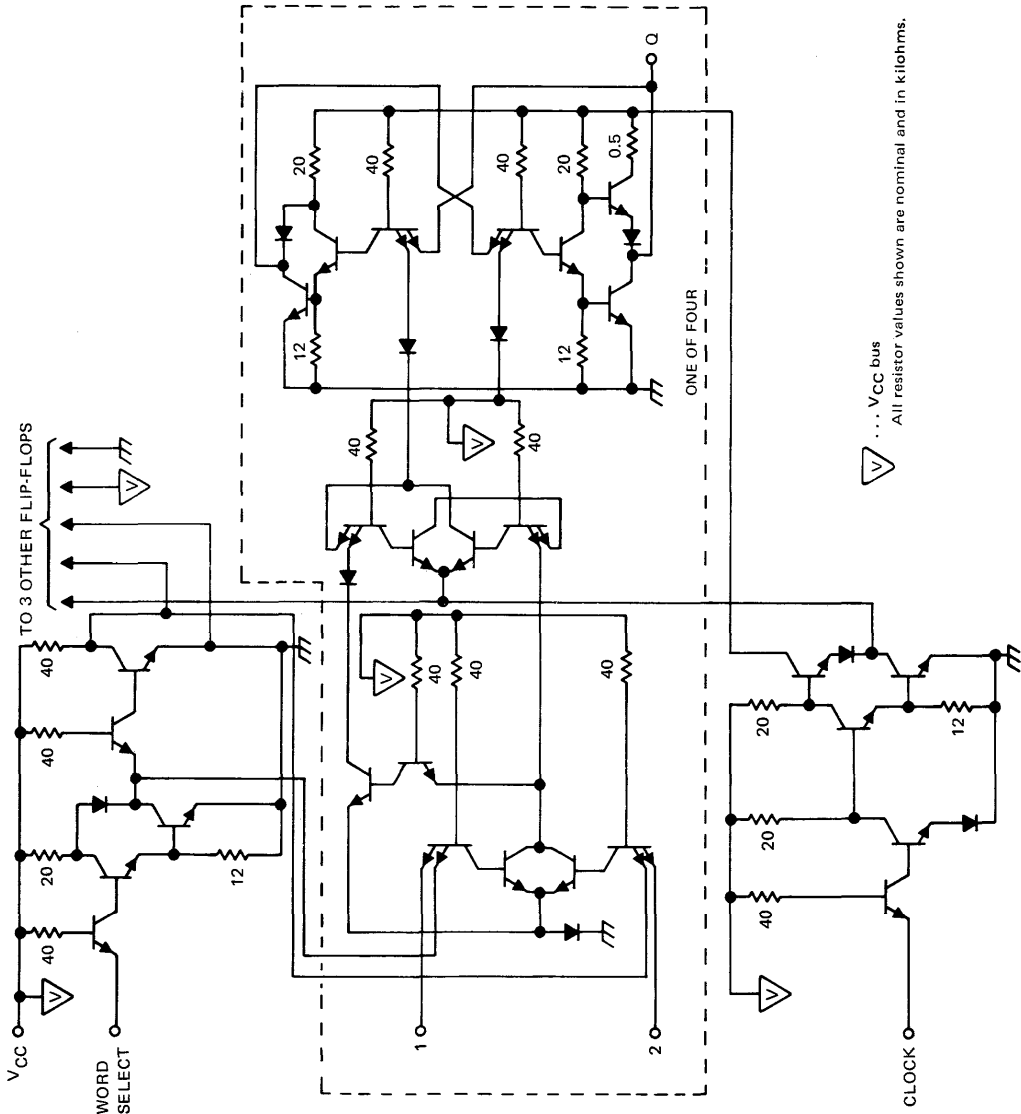 VCC
WORD
SELECT
V
40
20
40
40
12
TO 3 OTHER FLIP-FLOPS
V
20
40
40
20
0.5
12
12
Q
ONE OF FOUR
40
V
40
V
40
40
40
1
2
V
40
20
20
12
CLOCK
V ... VCC bus
All resistor values shown are nominal and in kilohms.